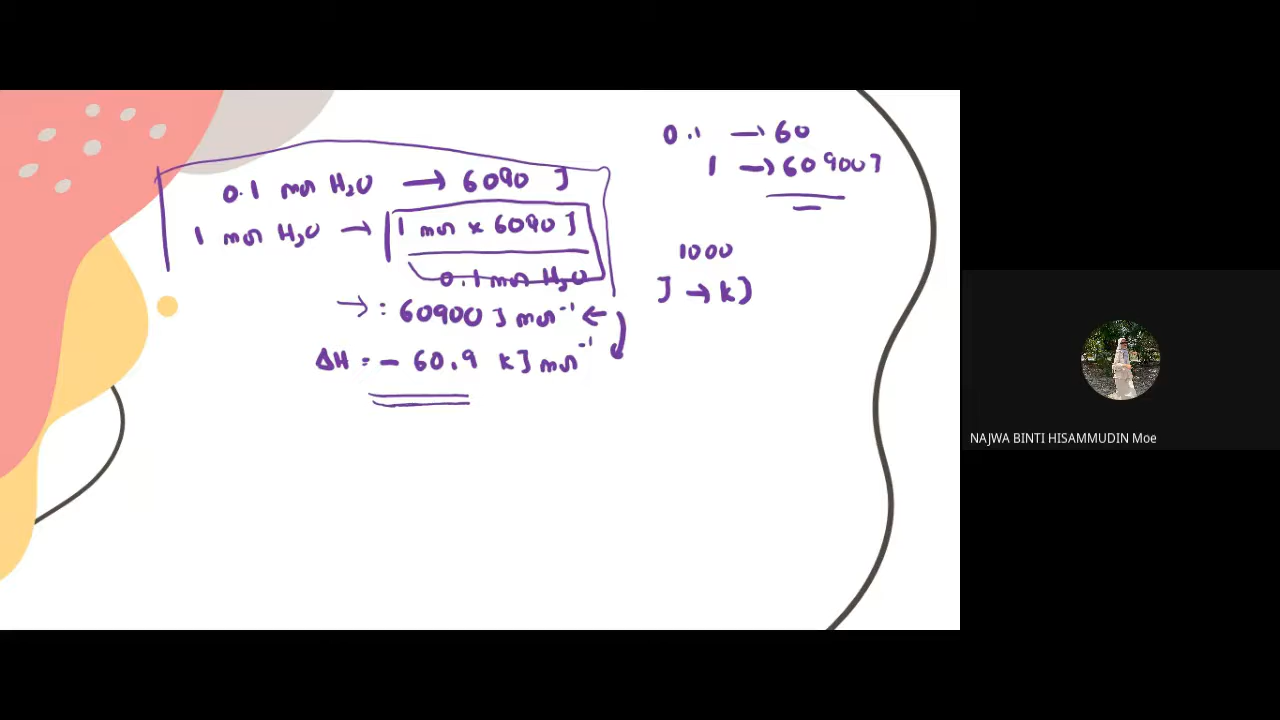 0.1 mol H₂O → 6090 J
1 mol H₂O → 1 mol x 6090 J
0.1 mol H₂O
→ : 60900 J mol⁻¹ ←
ΔH = - 60.9 kJ mol⁻¹
0.1 → 60
1 → 60900J
1000
J → kJ
NAJWA BINTI HISAMMUDIN Moe